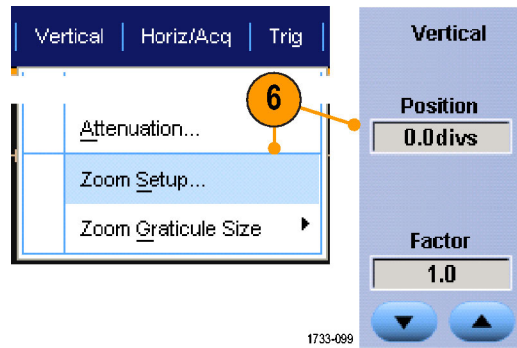 Vertical Horiz/Acq Trig
Attenuation...
Zoom Setup...
Zoom Graticule Size
6
Vertical
Position
0.0divs
Factor
1.0
1733-099